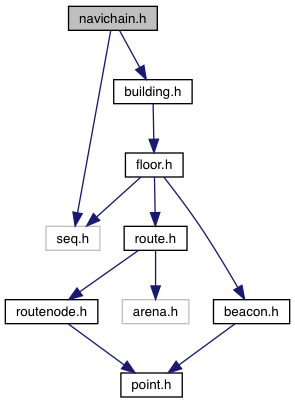 navichain.h
building.h
floor.h
seq.h
route.h
routenode.h
arena.h
beacon.h
point.h